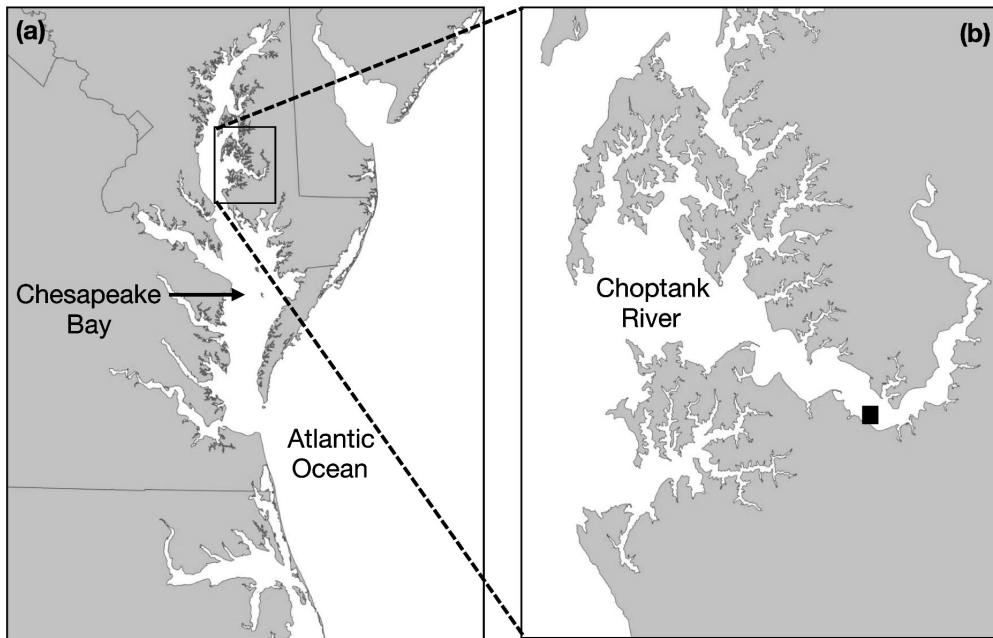 (a)
Chesapeake
Bay
Atlantic
Ocean
(b)
Choptank
River